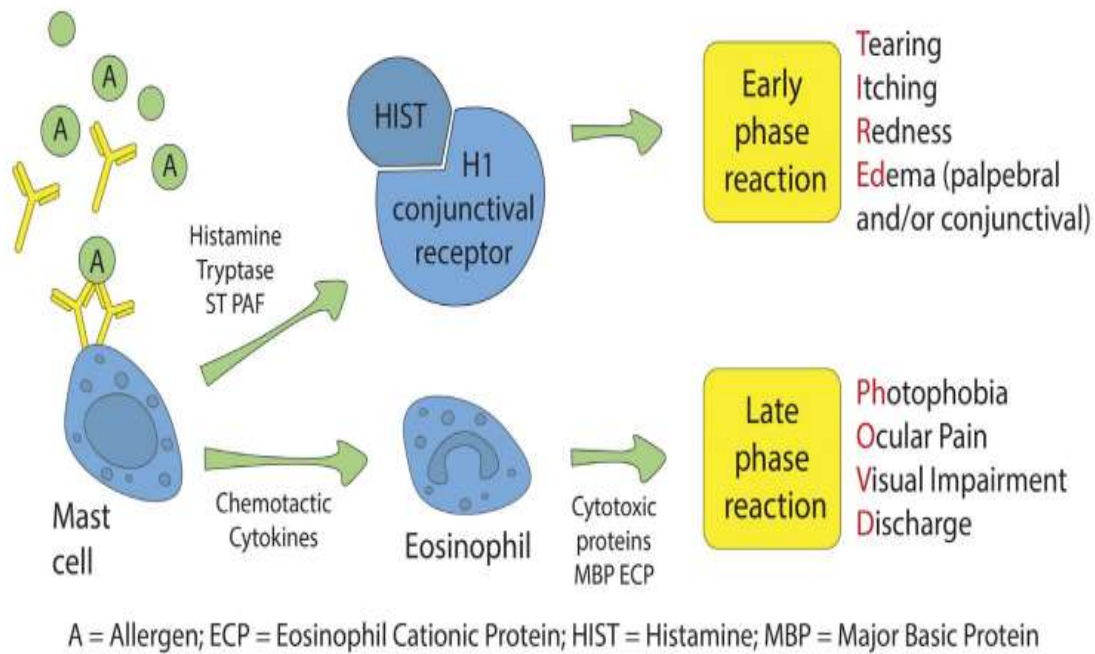 A
A
A
A
HIST
H1
conjunctival
receptor
Early
phase
reaction
Tearing
Itching
Redness
Edema (palpebral
and/or conjunctival)
Histamine
Tryptase
ST PAF
Mast
cell
Chemotactic
Cytokines
Eosinophil
Cytotoxic
proteins
MBP ECP
Late
phase
reaction
Photophobia
Ocular Pain
Visual Impairment
Discharge
A = Allergen; ECP = Eosinophil Cationic Protein; HIST = Histamine; MBP = Major Basic Protein